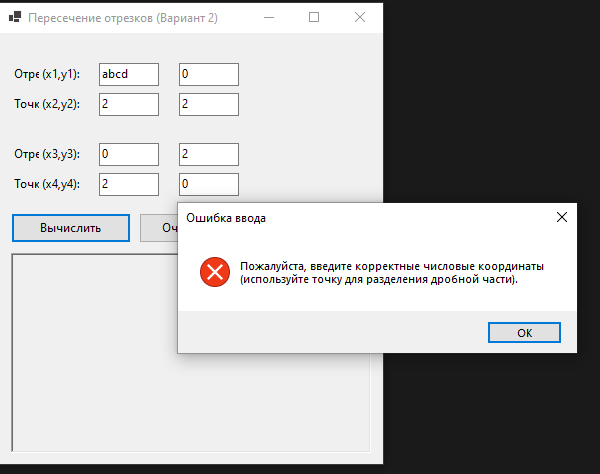 Пересечение отрезков (Вариант 2)
Отре (x1,y1): abcd 0
Точк (x2,y2): 2 2
Отре (x3,y3): 0 2
Точк (x4,y4): 2 0
Вычислить Оч
Ошибка ввода
Пожалуйста, введите корректные числовые координаты
(используйте точку для разделения дробной части).
OK